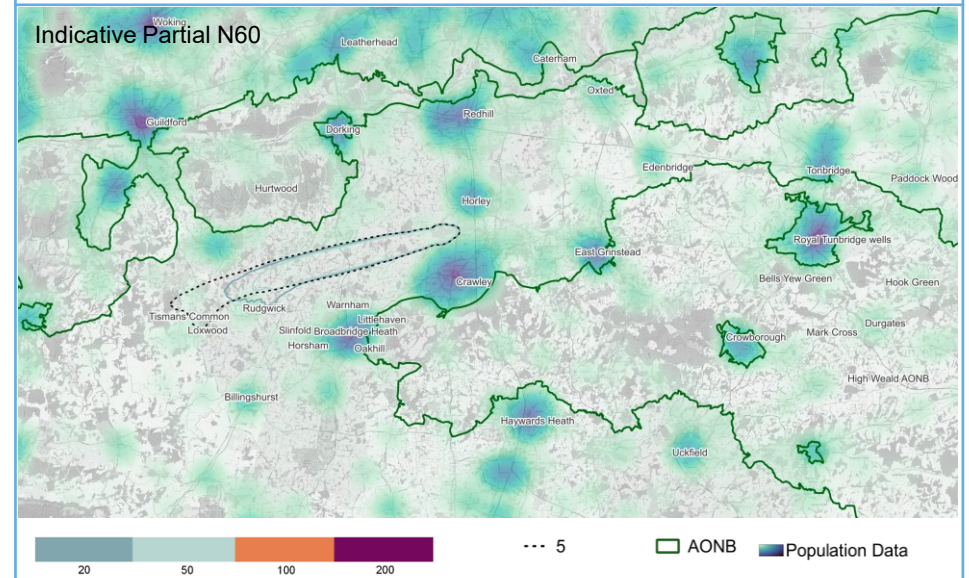 Woking
Indicative Partial N60
Leatherhead
Caterham
Oxted
Guildford
Redhill
Dorking
Edenbridge
Tonbridge
Paddock Wood
Hurtwood
Horley
Royal Tunbridge wells
East Grinstead
Bells Yew Green
Hook Green
Crawley
Tismans Common
Rudgwick
Warnham
Loxwood
Littlehaven
Slinfold Broadbridge Heath
Horsham
Oakhill
Durgates
Mark Cross
Crowborough
High Weald AONB
Billingshurst
Haywards Heath
Uckfield
5
AONB
Population Data
20 50 100 200